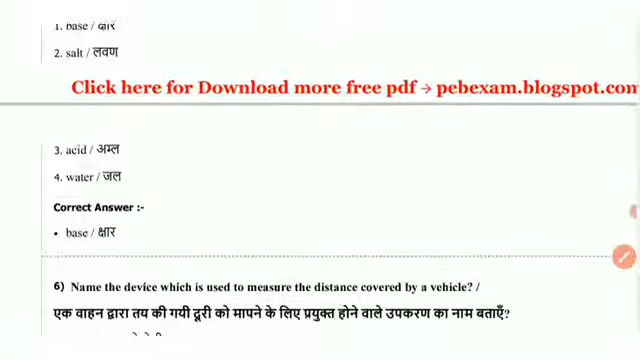 1. base / क्षार
2. salt / लवण
Click here for Download more free pdf → pebexam.blogspot.com
3. acid / अम्ल
4. water / जल
Correct Answer :-
• base / क्षार
6) Name the device which is used to measure the distance covered by a vehicle? /
एक वाहन द्वारा तय की गयी दूरी को मापने के लिए प्रयुक्त होने वाले उपकरण का नाम बताएँ?